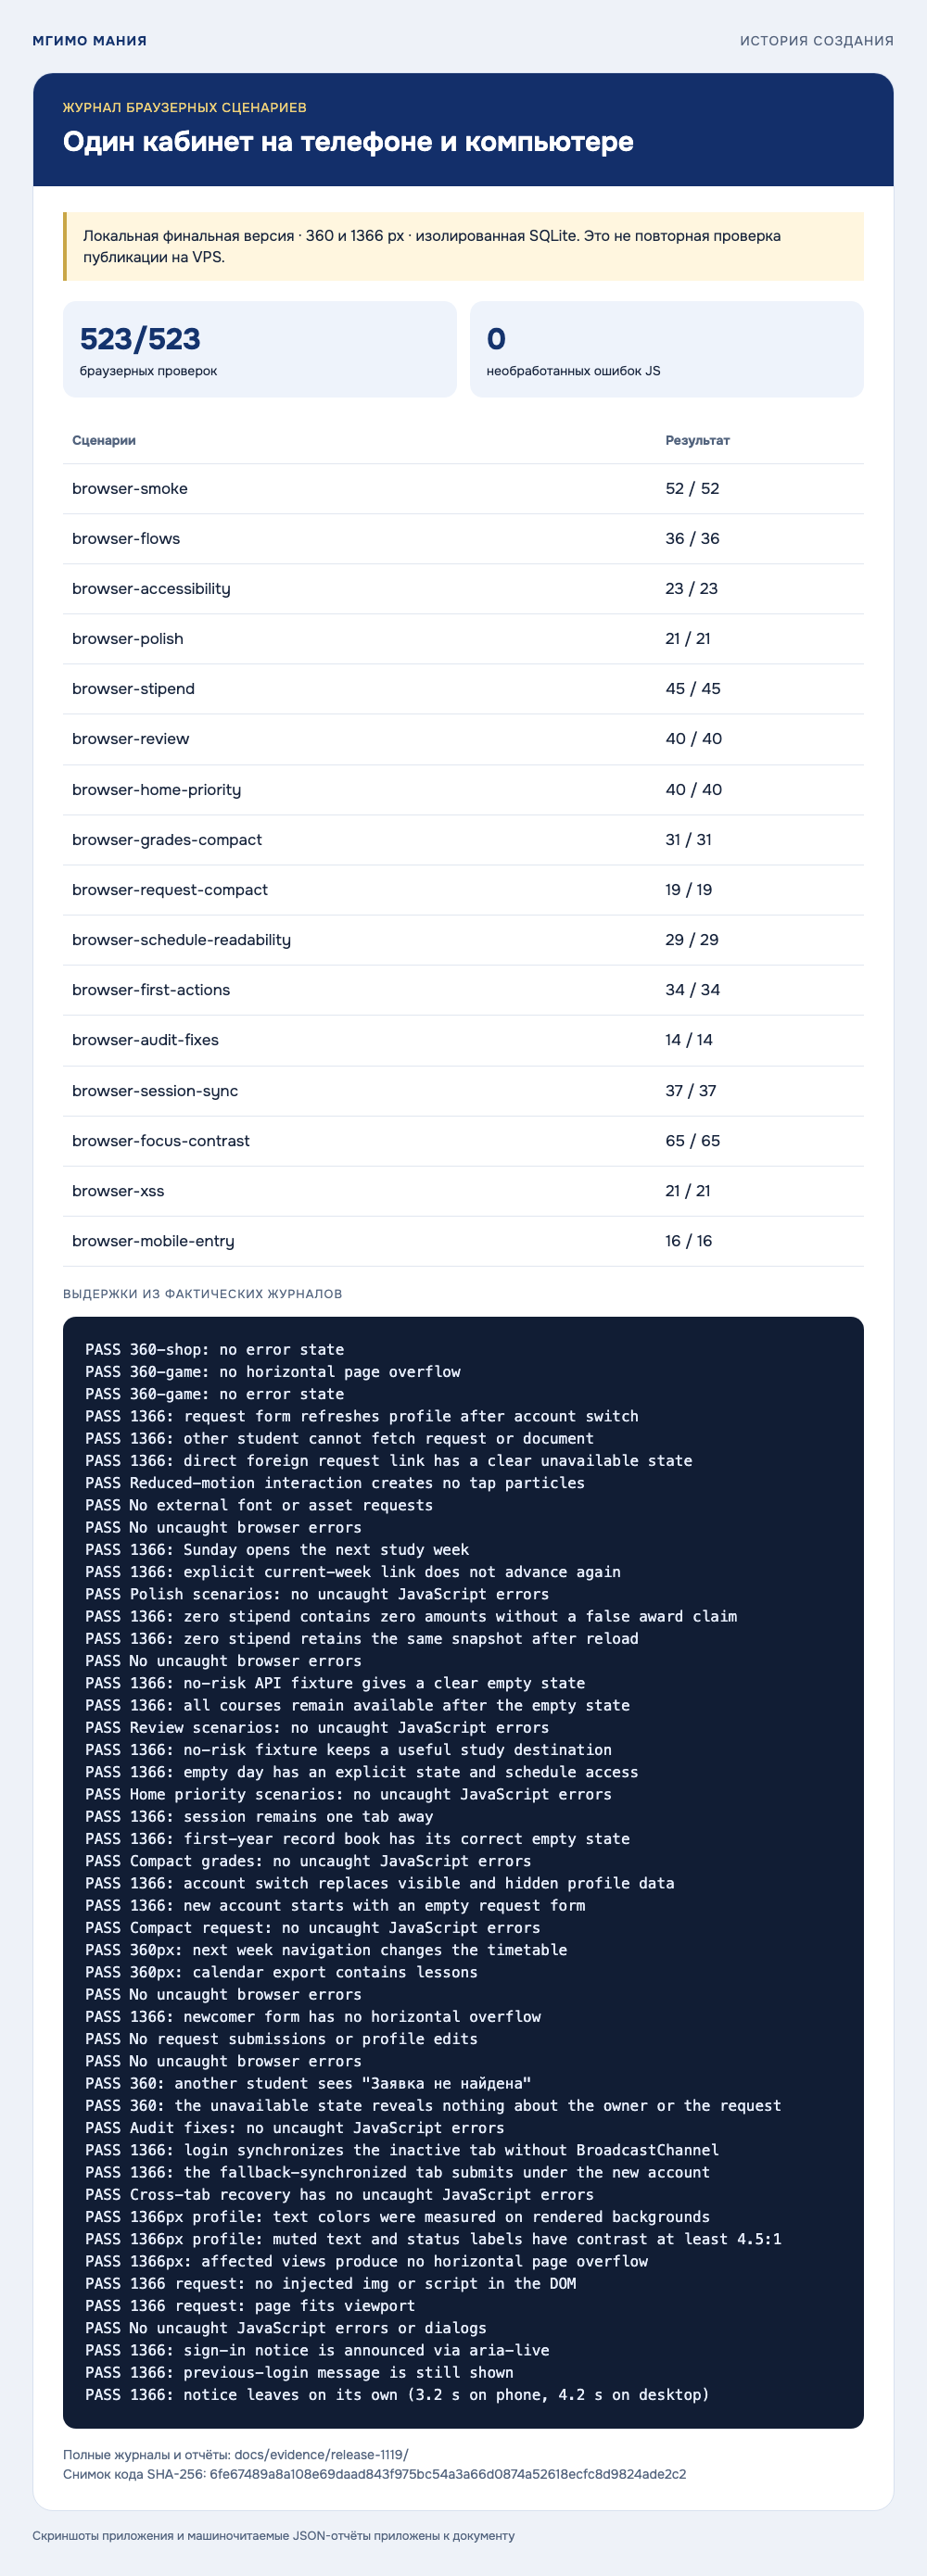 МГИМО МАНИЯ
ИСТОРИЯ СОЗДАНИЯ
ЖУРНАЛ БРАУЗЕРНЫХ СЦЕНАРИЕВ
Один кабинет на телефоне и компьютере
Локальная финальная версия · 360 и 1366 px · изолированная SQLite. Это не повторная проверка
публикации на VPS.
523/523
браузерных проверок
0
необработанных ошибок JS
Сценарии Результат
browser-smoke 52 / 52
browser-flows 36 / 36
browser-accessibility 23 / 23
browser-polish 21 / 21
browser-stipend 45 / 45
browser-review 40 / 40
browser-home-priority 40 / 40
browser-grades-compact 31 / 31
browser-request-compact 19 / 19
browser-schedule-readability 29 / 29
browser-first-actions 34 / 34
browser-audit-fixes 14 / 14
browser-session-sync 37 / 37
browser-focus-contrast 65 / 65
browser-xss 21 / 21
browser-mobile-entry 16 / 16
ВЫДЕРЖКИ ИЗ ФАКТИЧЕСКИХ ЖУРНАЛОВ
PASS 360-shop: no error state
PASS 360-game: no horizontal page overflow
PASS 360-game: no error state
PASS 1366: request form refreshes profile after account switch
PASS 1366: other student cannot fetch request or document
PASS 1366: direct foreign request link has a clear unavailable state
PASS Reduced-motion interaction creates no tap particles
PASS No external font or asset requests
PASS No uncaught browser errors
PASS 1366: Sunday opens the next study week
PASS 1366: explicit current-week link does not advance again
PASS Polish scenarios: no uncaught JavaScript errors
PASS 1366: zero stipend contains zero amounts without a false award claim
PASS 1366: zero stipend retains the same snapshot after reload
PASS No uncaught browser errors
PASS 1366: no-risk API fixture gives a clear empty state
PASS 1366: all courses remain available after the empty state
PASS Review scenarios: no uncaught JavaScript errors
PASS 1366: no-risk fixture keeps a useful study destination
PASS 1366: empty day has an explicit state and schedule access
PASS Home priority scenarios: no uncaught JavaScript errors
PASS 1366: session remains one tab away
PASS 1366: first-year record book has its correct empty state
PASS Compact grades: no uncaught JavaScript errors
PASS 1366: account switch replaces visible and hidden profile data
PASS 1366: new account starts with an empty request form
PASS Compact request: no uncaught JavaScript errors
PASS 360px: next week navigation changes the timetable
PASS 360px: calendar export contains lessons
PASS No uncaught browser errors
PASS 1366: newcomer form has no horizontal overflow
PASS No request submissions or profile edits
PASS No uncaught browser errors
PASS 360: another student sees "Заявка не найдена"
PASS 360: the unavailable state reveals nothing about the owner or the request
PASS Audit fixes: no uncaught JavaScript errors
PASS 1366: login synchronizes the inactive tab without BroadcastChannel
PASS 1366: the fallback-synchronized tab submits under the new account
PASS Cross-tab recovery has no uncaught JavaScript errors
PASS 1366px profile: text colors were measured on rendered backgrounds
PASS 1366px profile: muted text and status labels have contrast at least 4.5:1
PASS 1366px: affected views produce no horizontal page overflow
PASS 1366 request: no injected img or script in the DOM
PASS 1366 request: page fits viewport
PASS No uncaught JavaScript errors or dialogs
PASS 1366: sign-in notice is announced via aria-live
PASS 1366: previous-login message is still shown
PASS 1366: notice leaves on its own (3.2 s on phone, 4.2 s on desktop)
Полные журналы и отчёты: docs/evidence/release-1119/
Снимок кода SHA-256: 6fe67489a8a108e69daad843f975bc54a3a66d0874a52618ecfc8d9824ade2c2
Скриншоты приложения и машиночитаемые JSON-отчёты приложены к документу